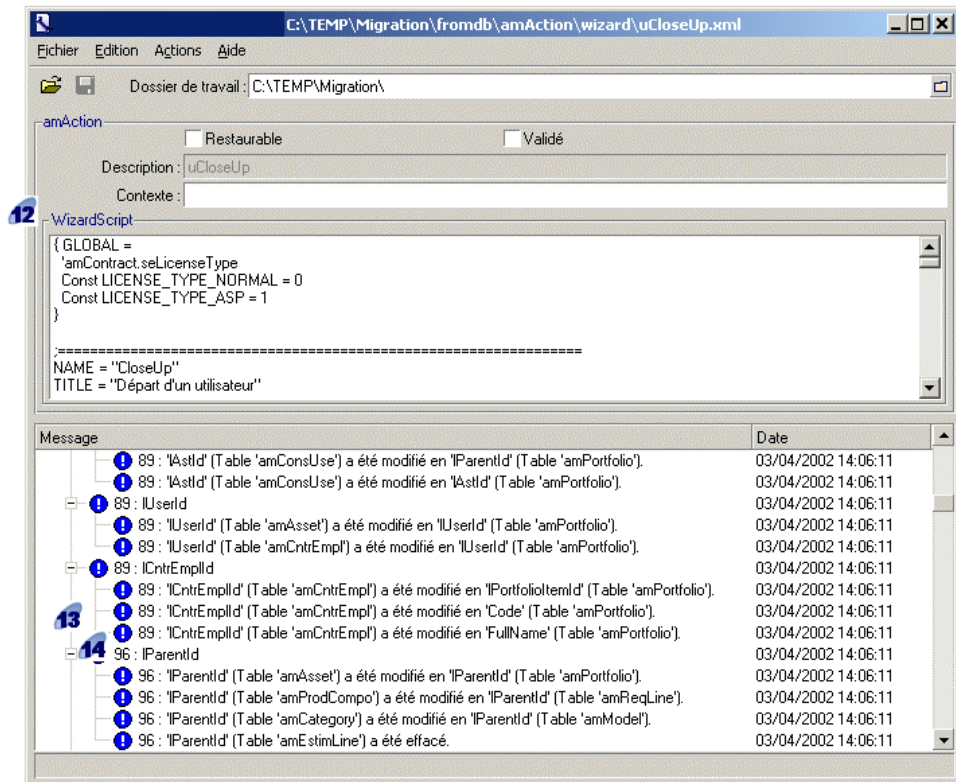 C:\TEMP\Migration\fromdb\amAction\wizard\uCloseUp.xml
Fichier Edition Actions Aide
Dossier de travail : C:\TEMP\Migration\
amAction
Restaurable Validé
Description : uCloseUp
Contexte :
12
WizardScript
{ GLOBAL =
'amContract.seLicenseType
Const LICENSE_TYPE_NORMAL = 0
Const LICENSE_TYPE_ASP = 1
}
;=================================================================
NAME = "CloseUp"
TITLE = "Départ d'un utilisateur"
Message Date
89 : 'lAstId' (Table 'amConsUse') a été modifié en 'lParentId' (Table 'amPortfolio'). 03/04/2002 14:06:11
89 : 'lAstId' (Table 'amConsUse') a été modifié en 'lAstId' (Table 'amPortfolio'). 03/04/2002 14:06:11
89 : lUserId 03/04/2002 14:06:11
89 : 'lUserId' (Table 'amAsset') a été modifié en 'lUserId' (Table 'amPortfolio'). 03/04/2002 14:06:11
89 : 'lUserId' (Table 'amCntrEmpl') a été modifié en 'lUserId' (Table 'amPortfolio'). 03/04/2002 14:06:11
89 : lCntrEmplId 03/04/2002 14:06:11
89 : 'lCntrEmplId' (Table 'amCntrEmpl') a été modifié en 'lPortfolioItemId' (Table 'amPortfolio'). 03/04/2002 14:06:11
13 89 : 'lCntrEmplId' (Table 'amCntrEmpl') a été modifié en 'Code' (Table 'amPortfolio'). 03/04/2002 14:06:11
89 : 'lCntrEmplId' (Table 'amCntrEmpl') a été modifié en 'FullName' (Table 'amPortfolio'). 03/04/2002 14:06:11
14 96 : lParentId 03/04/2002 14:06:11
96 : 'lParentId' (Table 'amAsset') a été modifié en 'lParentId' (Table 'amPortfolio'). 03/04/2002 14:06:11
96 : 'lParentId' (Table 'amProdCompo') a été modifié en 'lParentId' (Table 'amReqLine'). 03/04/2002 14:06:11
96 : 'lParentId' (Table 'amCategory') a été modifié en 'lParentId' (Table 'amModel'). 03/04/2002 14:06:11
96 : 'lParentId' (Table 'amEstimLine') a été effacé. 03/04/2002 14:06:11